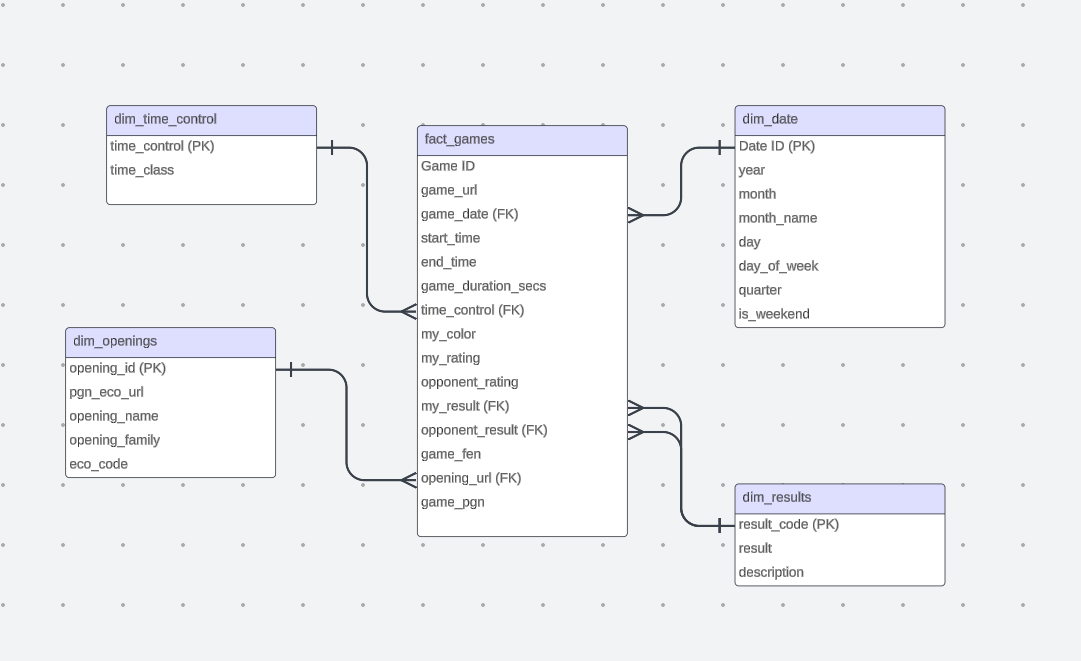 dim_time_control
time_control (PK)
time_class
dim_openings
opening_id (PK)
pgn_eco_url
opening_name
opening_family
eco_code
fact_games
Game ID
game_url
game_date (FK)
start_time
end_time
game_duration_secs
time_control (FK)
my_color
my_rating
opponent_rating
my_result (FK)
opponent_result (FK)
game_fen
opening_url (FK)
game_pgn
dim_date
Date ID (PK)
year
month
month_name
day
day_of_week
quarter
is_weekend
dim_results
result_code (PK)
result
description